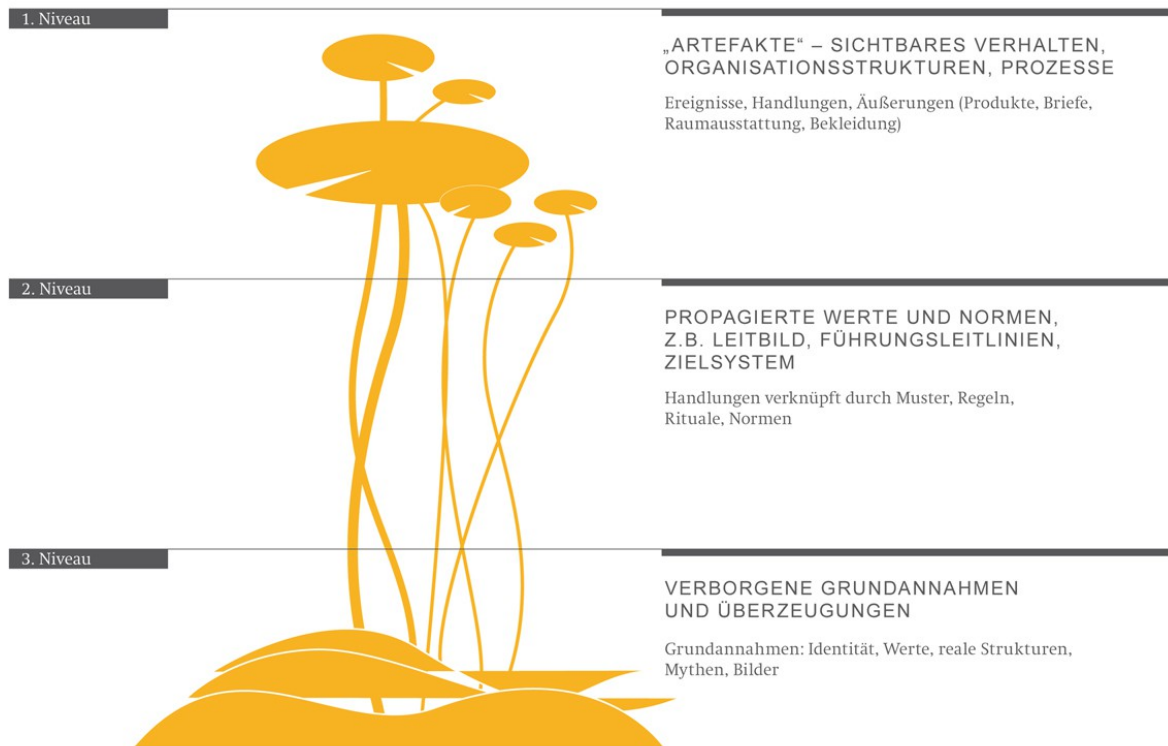 1. Niveau
„ARTEFAKTE“ – SICHTBARES VERHALTEN,
ORGANISATIONSSTRUKTUREN, PROZESSE
Ereignisse, Handlungen, Äußerungen (Produkte, Briefe,
Raumausstattung, Bekleidung)
2. Niveau
PROPAGIERTE WERTE UND NORMEN,
Z.B. LEITBILD, FÜHRUNGSLEITLINIEN,
ZIELSYSTEM
Handlungen verknüpft durch Muster, Regeln,
Rituale, Normen
3. Niveau
VERBORGENE GRUNDANNAHMEN
UND ÜBERZEUGUNGEN
Grundannahmen: Identität, Werte, reale Strukturen,
Mythen, Bilder